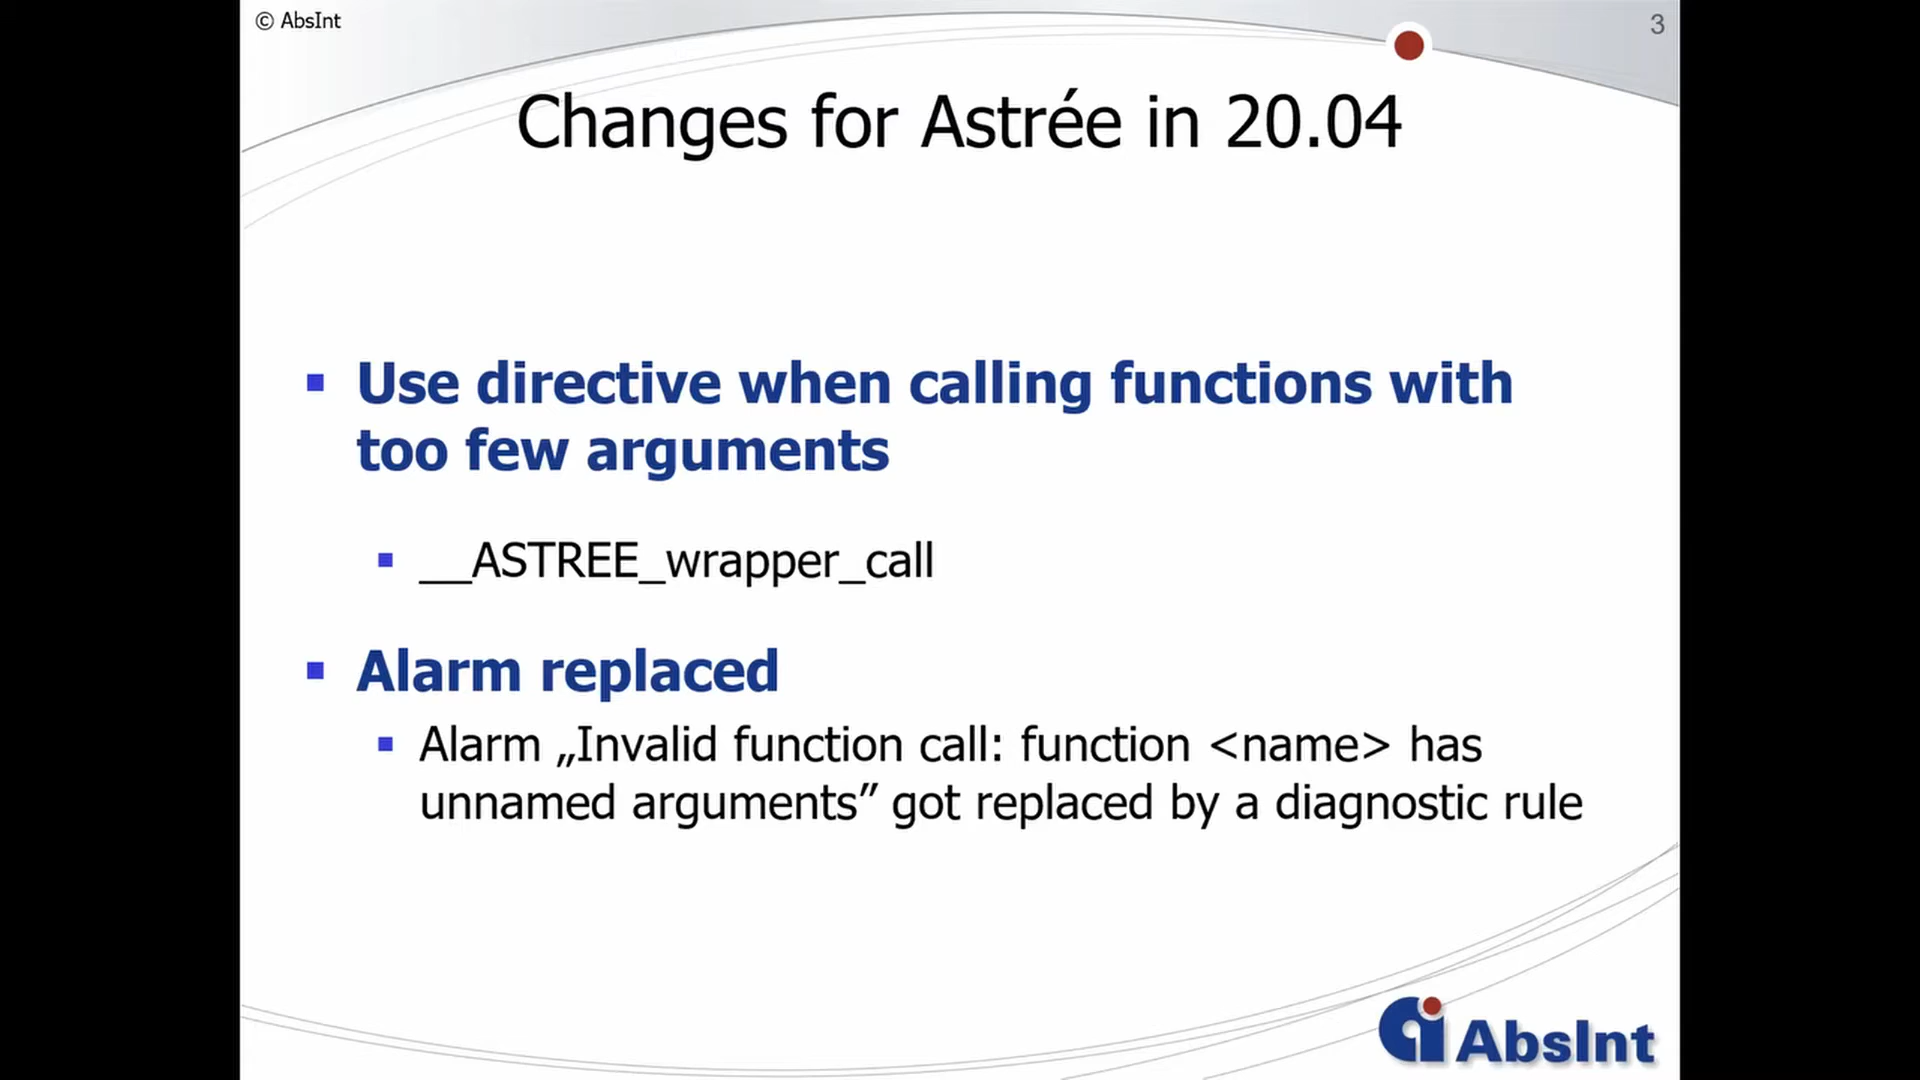 © AbsInt
3
Changes for Astrée in 20.04
Use directive when calling functions with
too few arguments
__ASTREE_wrapper_call
Alarm replaced
Alarm „Invalid function call: function <name> has
unnamed arguments” got replaced by a diagnostic rule
AbsInt